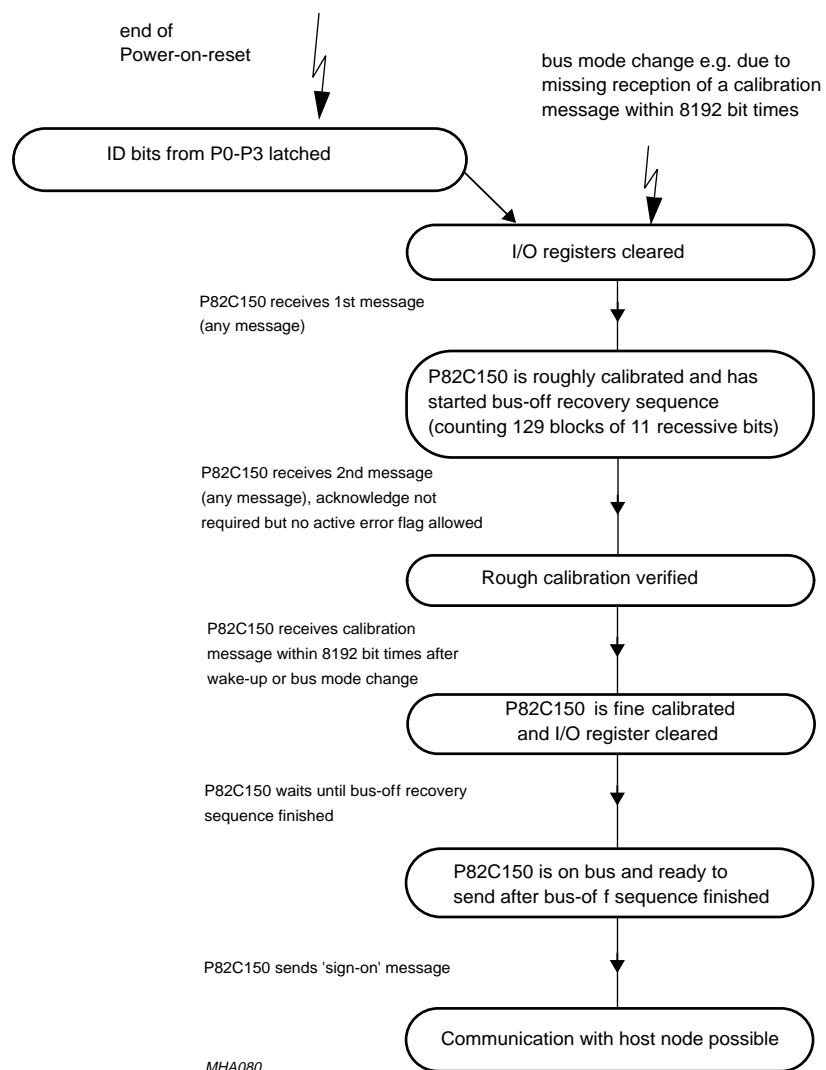 end of
Power-on-reset
bus mode change e.g. due to
missing reception of a calibration
message within 8192 bit times
ID bits from P0-P3 latched
I/O registers cleared
P82C150 receives 1st message
(any message)
P82C150 is roughly calibrated and has
started bus-off recovery sequence
(counting 129 blocks of 11 recessive bits)
P82C150 receives 2nd message
(any message), acknowledge not
required but no active error flag allowed
Rough calibration verified
P82C150 receives calibration
message within 8192 bit times after
wake-up or bus mode change
P82C150 is fine calibrated
and I/O register cleared
P82C150 waits until bus-off recovery
sequence finished
P82C150 is on bus and ready to
send after bus-of f sequence finished
P82C150 sends 'sign-on' message
Communication with host node possible
MHA080